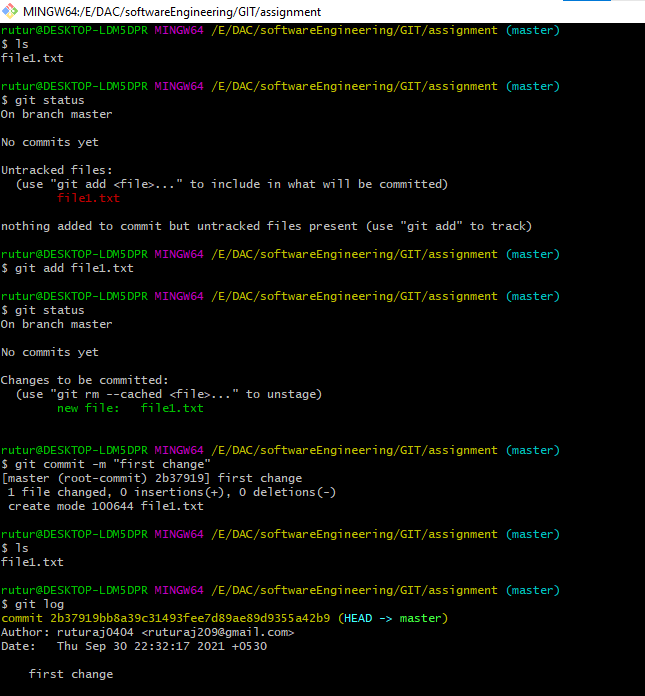 MINGW64:/E/DAC/softwareEngineering/GIT/assignment
rutur@DESKTOP-LDM5DPR MINGW64 /E/DAC/softwareEngineering/GIT/assignment (master)
$ ls
file1.txt
rutur@DESKTOP-LDM5DPR MINGW64 /E/DAC/softwareEngineering/GIT/assignment (master)
$ git status
On branch master
No commits yet
Untracked files:
  (use "git add <file>..." to include in what will be committed)
        file1.txt
nothing added to commit but untracked files present (use "git add" to track)
rutur@DESKTOP-LDM5DPR MINGW64 /E/DAC/softwareEngineering/GIT/assignment (master)
$ git add file1.txt
rutur@DESKTOP-LDM5DPR MINGW64 /E/DAC/softwareEngineering/GIT/assignment (master)
$ git status
On branch master
No commits yet
Changes to be committed:
  (use "git rm --cached <file>..." to unstage)
        new file:   file1.txt
rutur@DESKTOP-LDM5DPR MINGW64 /E/DAC/softwareEngineering/GIT/assignment (master)
$ git commit -m "first change"
[master (root-commit) 2b37919] first change
 1 file changed, 0 insertions(+), 0 deletions(-)
 create mode 100644 file1.txt
rutur@DESKTOP-LDM5DPR MINGW64 /E/DAC/softwareEngineering/GIT/assignment (master)
$ ls
file1.txt
rutur@DESKTOP-LDM5DPR MINGW64 /E/DAC/softwareEngineering/GIT/assignment (master)
$ git log
commit 2b37919bb8a39c31493fee7d89ae89d9355a42b9 (HEAD -> master)
Author: ruturaj0404 <ruturaj209@gmail.com>
Date:   Thu Sep 30 22:32:17 2021 +0530
    first change